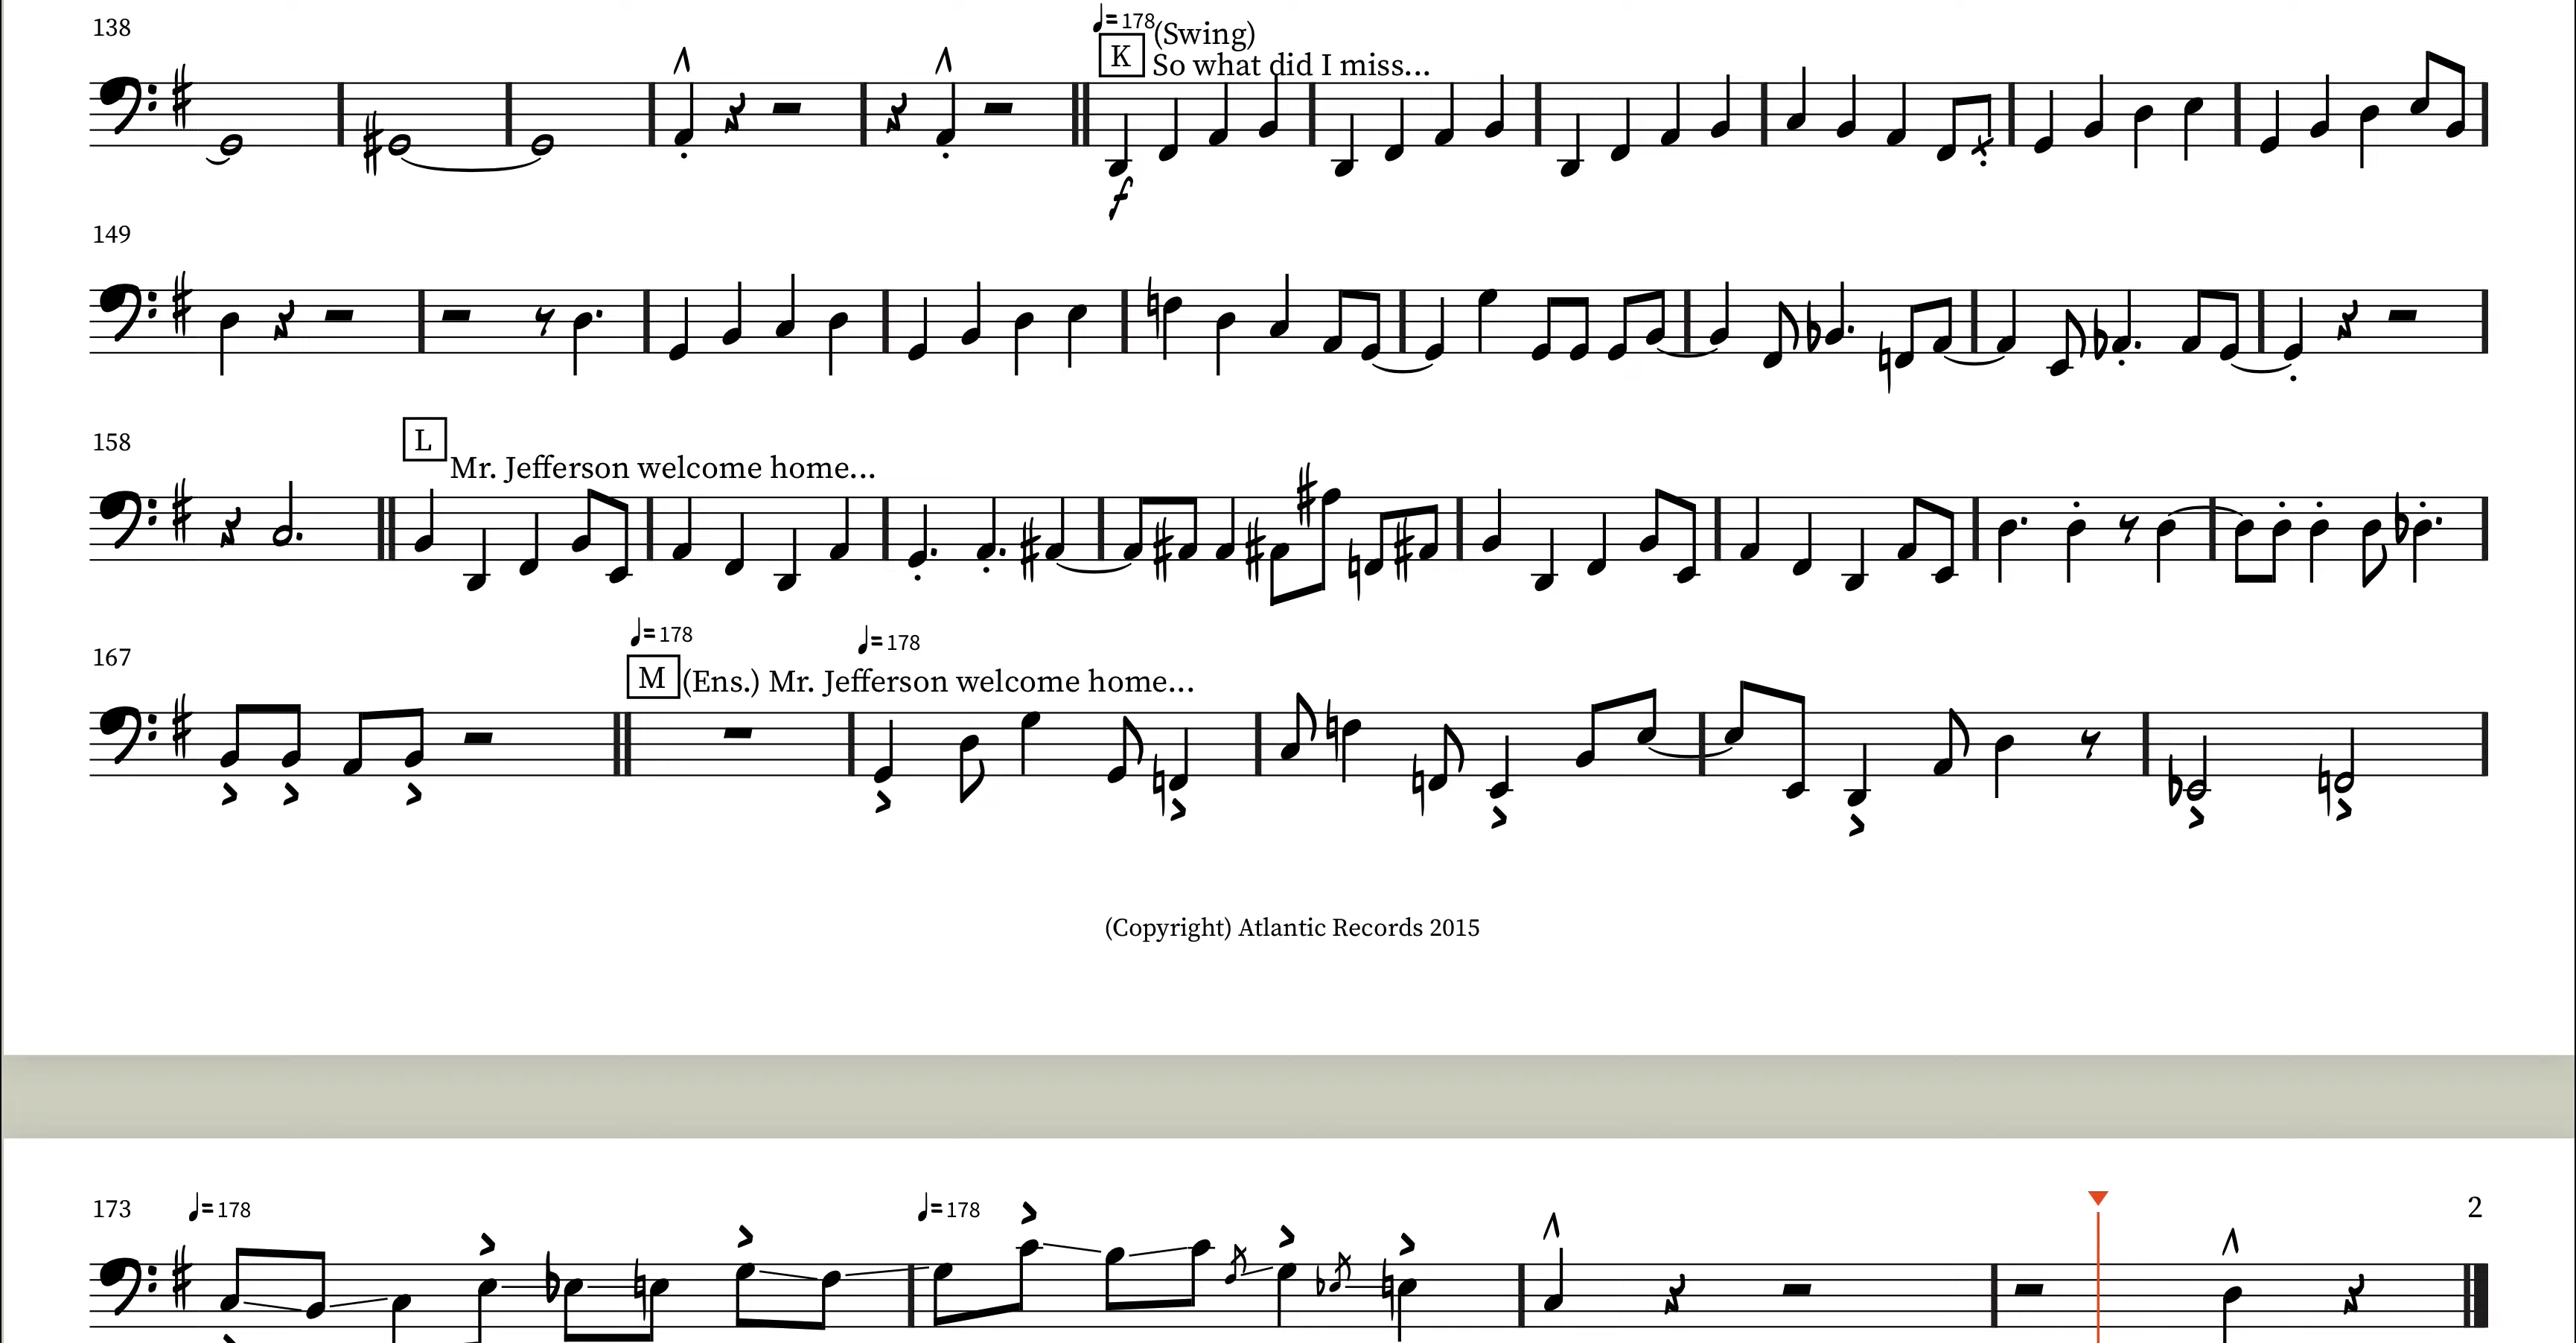 138
♩=178 (Swing)
K So what did I miss...
f
149
158
L
Mr. Jefferson welcome home...
167
♩=178
♩=178
M (Ens.) Mr. Jefferson welcome home...
(Copyright) Atlantic Records 2015
173
♩=178
♩=178
2